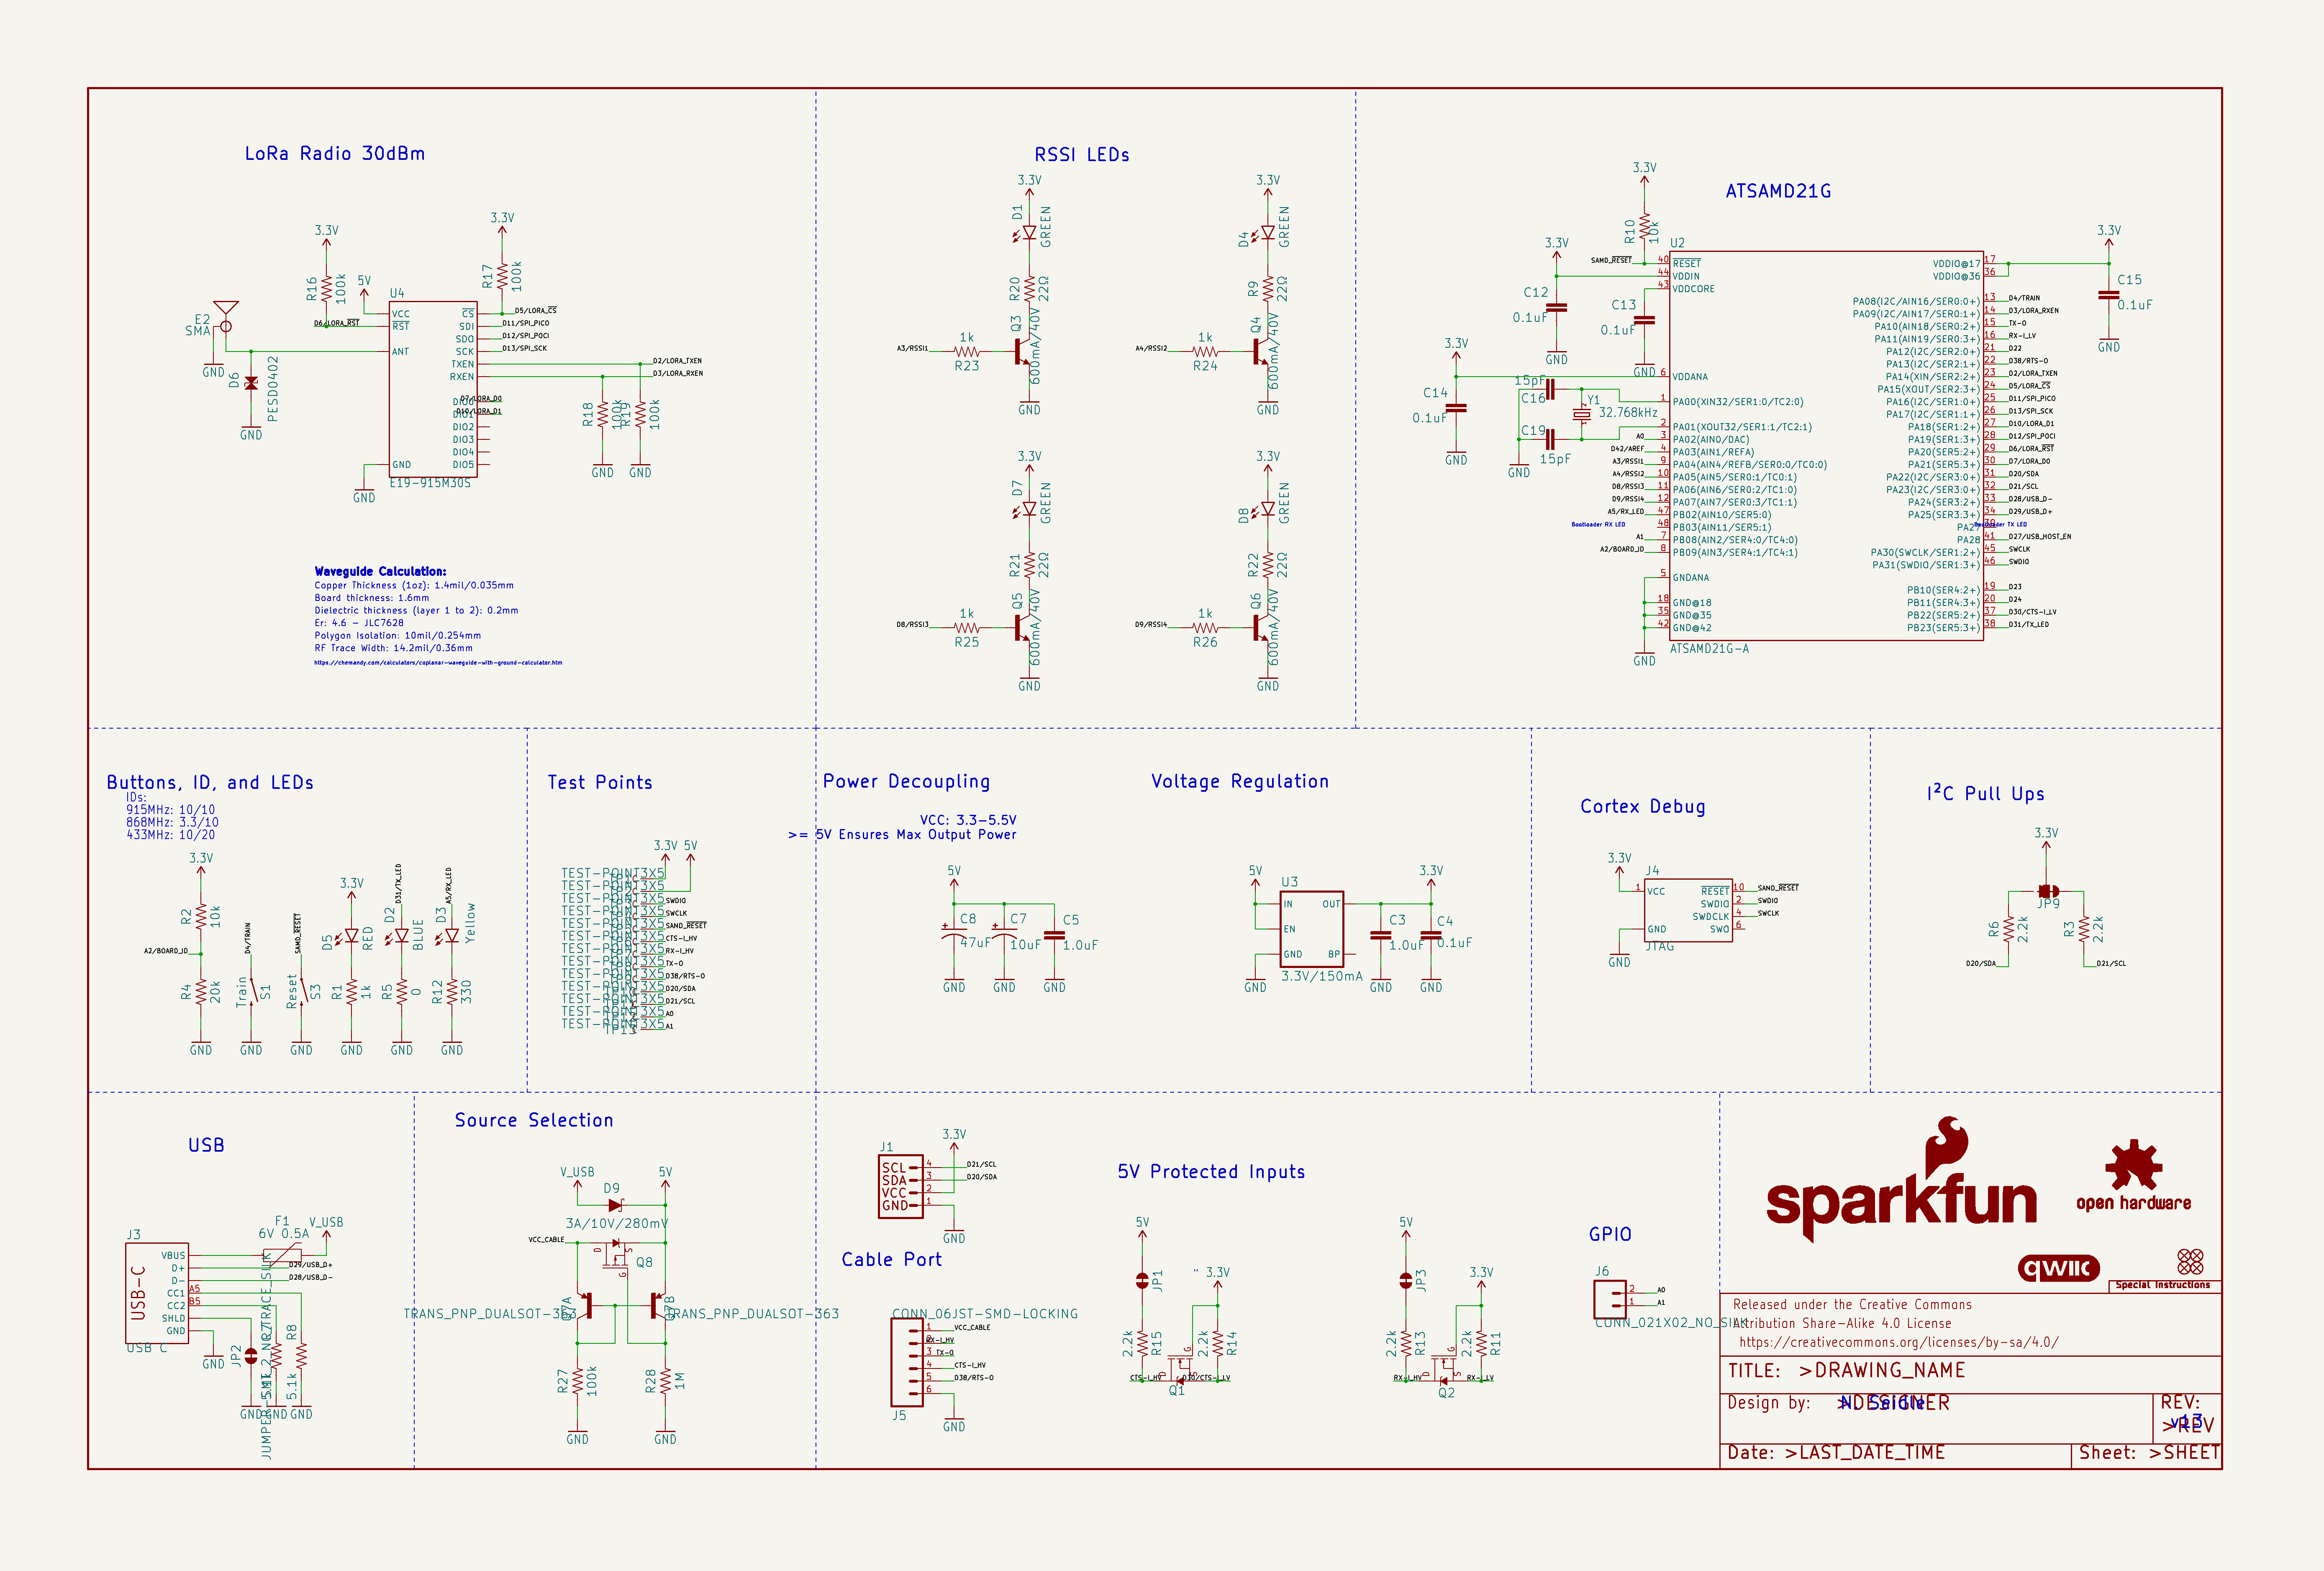 LoRa Radio 30dBm
3.3V
R16
100k
5V
3.3V
R17
100k
U4
VCC
RST
ANT
GND
CS
SDI
SDO
SCK
TXEN
RXEN
DIO0
DIO1
DIO2
DIO3
DIO4
DIO5
E19-915M30S
D6/LORA_RST
D5/LORA_CS
D11/SPI_PICO
D12/SPI_POCI
D13/SPI_SCK
D2/LORA_TXEN
D3/LORA_RXEN
D7/LORA_D0
D10/LORA_D1
E2
SMA
GND
D6
PESD0402
GND
GND
R18
100k
R19
100k
GND
GND
Waveguide Calculation:
Copper Thickness (1oz): 1.4mil/0.035mm
Board thickness: 1.6mm
Dielectric thickness (layer 1 to 2): 0.2mm
Er: 4.6 - JLC7628
Polygon Isolation: 10mil/0.254mm
RF Trace Width: 14.2mil/0.36mm
https://chemandy.com/calculators/coplanar-waveguide-with-ground-calculator.htm
RSSI LEDs
3.3V
D1
GREEN
R20
22Ω
Q3
600mA/40V
A3/RSSI1
1k
R23
GND
3.3V
D4
GREEN
R9
22Ω
Q4
600mA/40V
A4/RSSI2
1k
R24
GND
3.3V
D7
GREEN
R21
22Ω
Q5
600mA/40V
D8/RSSI3
1k
R25
GND
3.3V
D8
GREEN
R22
22Ω
Q6
600mA/40V
D9/RSSI4
1k
R26
GND
ATSAMD21G
3.3V
R10
10k
SAMD_RESET
U2
3.3V
C12
0.1uF
GND
C13
0.1uF
GND
3.3V
C14
0.1uF
GND
15pF
C16
Y1
32.768kHz
C19
15pF
GND
3.3V
C15
0.1uF
GND
40 RESET
44 VDDIN
43 VDDCORE
6 VDDANA
1 PA00(XIN32/SER1:0/TC2:0)
2 PA01(XOUT32/SER1:1/TC2:1)
A0 3 PA02(AIN0/DAC)
D42/AREF 4 PA03(AIN1/REFA)
A3/RSSI1 9 PA04(AIN4/REFB/SER0:0/TC0:0)
A4/RSSI2 10 PA05(AIN5/SER0:1/TC0:1)
D8/RSSI3 11 PA06(AIN6/SER0:2/TC1:0)
D9/RSSI4 12 PA07(AIN7/SER0:3/TC1:1)
A5/RX_LED 47 PB02(AIN10/SER5:0)
Bootloader RX LED 48 PB03(AIN11/SER5:1)
A1 7 PB08(AIN2/SER4:0/TC4:0)
A2/BOARD_ID 8 PB09(AIN3/SER4:1/TC4:1)
5 GNDANA
18 GND@18
35 GND@35
42 GND@42
GND
ATSAMD21G-A
VDDIO@17 17
VDDIO@36 36
PA08(I2C/AIN16/SER0:0+) 13 D4/TRAIN
PA09(I2C/AIN17/SER0:1+) 14 D3/LORA_RXEN
PA10(AIN18/SER0:2+) 15 TX-O
PA11(AIN19/SER0:3+) 16 RX-I_LV
PA12(I2C/SER2:0+) 21 D22
PA13(I2C/SER2:1+) 22 D38/RTS-O
PA14(XIN/SER2:2+) 23 D2/LORA_TXEN
PA15(XOUT/SER2:3+) 24 D5/LORA_CS
PA16(I2C/SER1:0+) 25 D11/SPI_PICO
PA17(I2C/SER1:1+) 26 D13/SPI_SCK
PA18(SER1:2+) 27 D10/LORA_D1
PA19(SER1:3+) 28 D12/SPI_POCI
PA20(SER5:2+) 29 D6/LORA_RST
PA21(SER5:3+) 30 D7/LORA_D0
PA22(I2C/SER3:0+) 31 D20/SDA
PA23(I2C/SER3:0+) 32 D21/SCL
PA24(SER3:2+) 33 D28/USB_D-
PA25(SER3:3+) 34 D29/USB_D+
PA27 39 Bootloader TX LED
PA28 41 D27/USB_HOST_EN
PA30(SWCLK/SER1:2+) 45 SWCLK
PA31(SWDIO/SER1:3+) 46 SWDIO
PB10(SER4:2+) 19 D23
PB11(SER4:3+) 20 D24
PB22(SER5:2+) 37 D30/CTS-I_LV
PB23(SER5:3+) 38 D31/TX_LED
Buttons, ID, and LEDs
IDs:
915MHz: 10/10
868MHz: 3.3/10
433MHz: 10/20
3.3V
R2
10k
A2/BOARD_ID
R4
20k
GND
D4/TRAIN
Train
S1
GND
SAMD_RESET
Reset
S3
GND
3.3V
D5
RED
R1
1k
GND
D31/TX_LED
D2
BLUE
R5
0
GND
A5/RX_LED
D3
Yellow
R12
330
GND
Test Points
3.3V 5V
TEST-POINT3X5
TEST-POINT3X5
TEST-POINT3X5 SWDIO
TEST-POINT3X5 SWCLK
TEST-POINT3X5 SAMD_RESET
TEST-POINT3X5 CTS-I_HV
TEST-POINT3X5 RX-I_HV
TEST-POINT3X5 TX-O
TEST-POINT3X5 D38/RTS-O
TEST-POINT3X5 D20/SDA
TEST-POINT3X5 D21/SCL
TEST-POINT3X5 A0
TEST-POINT3X5 A1
TP13
Power Decoupling
VCC: 3.3-5.5V
>= 5V Ensures Max Output Power
5V
C8
47uF
C7
10uF
C5
1.0uF
GND
GND
GND
Voltage Regulation
5V
U3
IN
EN
GND
OUT
BP
3.3V/150mA
3.3V
C3
1.0uF
C4
0.1uF
GND
GND
GND
Cortex Debug
3.3V
J4
1 VCC
GND
RESET 10 SAMD_RESET
SWDIO 2 SWDIO
SWDCLK 4 SWCLK
SWO 6
JTAG
GND
I²C Pull Ups
3.3V
JP9
R6
2.2k
R3
2.2k
D20/SDA
D21/SCL
USB
J3
USB-C
VBUS
D+
D-
CC1 A5
CC2 B5
SHLD
GND
USB C
F1
6V 0.5A
V_USB
D29/USB_D+
D28/USB_D-
GND
JP2
JUMPER-SMT_2_NC_TRACE_SILK
R7
5.1k
R8
5.1k
GND
GND
GND
Source Selection
V_USB
5V
D9
3A/10V/280mV
VCC_CABLE
D
S
G
Q8
Q7A
TRANS_PNP_DUALSOT-363
Q7B
TRANS_PNP_DUALSOT-363
R27
100k
R28
1M
GND
GND
J1
SCL 4 D21/SCL
SDA 3 D20/SDA
VCC 2
GND 1
3.3V
GND
Cable Port
CONN_06JST-SMD-LOCKING
1 VCC_CABLE
2 RX-I_HV
3 TX-O
4 CTS-I_HV
5 D38/RTS-O
6
J5
GND
5V Protected Inputs
5V
JP1
"
3.3V
2.2k
R15
2.2k
R14
G
D
S
CTS-I_HV
D30/CTS-I_LV
Q1
5V
JP3
3.3V
2.2k
R13
2.2k
R11
G
D
S
RX-I_HV
RX-I_LV
Q2
GPIO
J6
2 A0
1 A1
CONN_021X02_NO_SILK
sparkfun
open hardware
qwiic
Special Instructions
Released under the Creative Commons
Attribution Share-Alike 4.0 License
https://creativecommons.org/licenses/by-sa/4.0/
TITLE: >DRAWING_NAME
Design by: >DESIGNER
N. Seidle
REV:
>REV
v13
Date: >LAST_DATE_TIME
Sheet: >SHEET